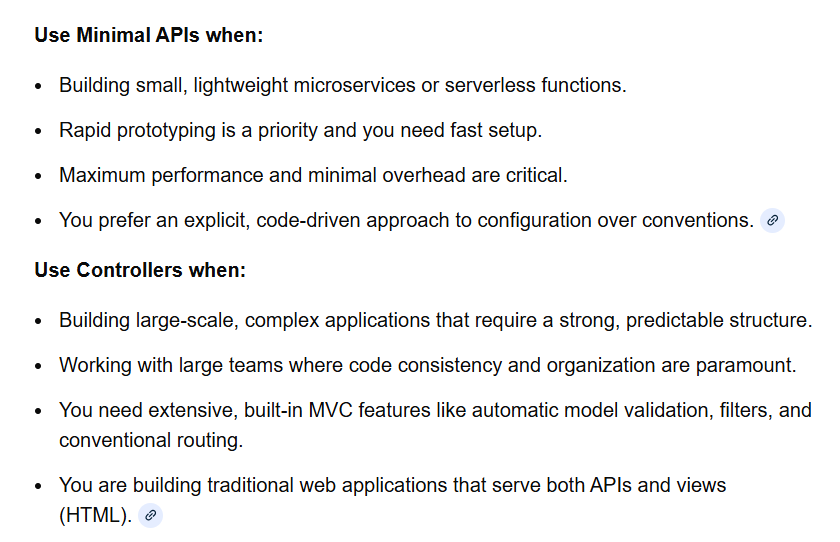 Use Minimal APIs when:
• Building small, lightweight microservices or serverless functions.
• Rapid prototyping is a priority and you need fast setup.
• Maximum performance and minimal overhead are critical.
• You prefer an explicit, code-driven approach to configuration over conventions.
Use Controllers when:
• Building large-scale, complex applications that require a strong, predictable structure.
• Working with large teams where code consistency and organization are paramount.
• You need extensive, built-in MVC features like automatic model validation, filters, and
conventional routing.
• You are building traditional web applications that serve both APIs and views
(HTML).